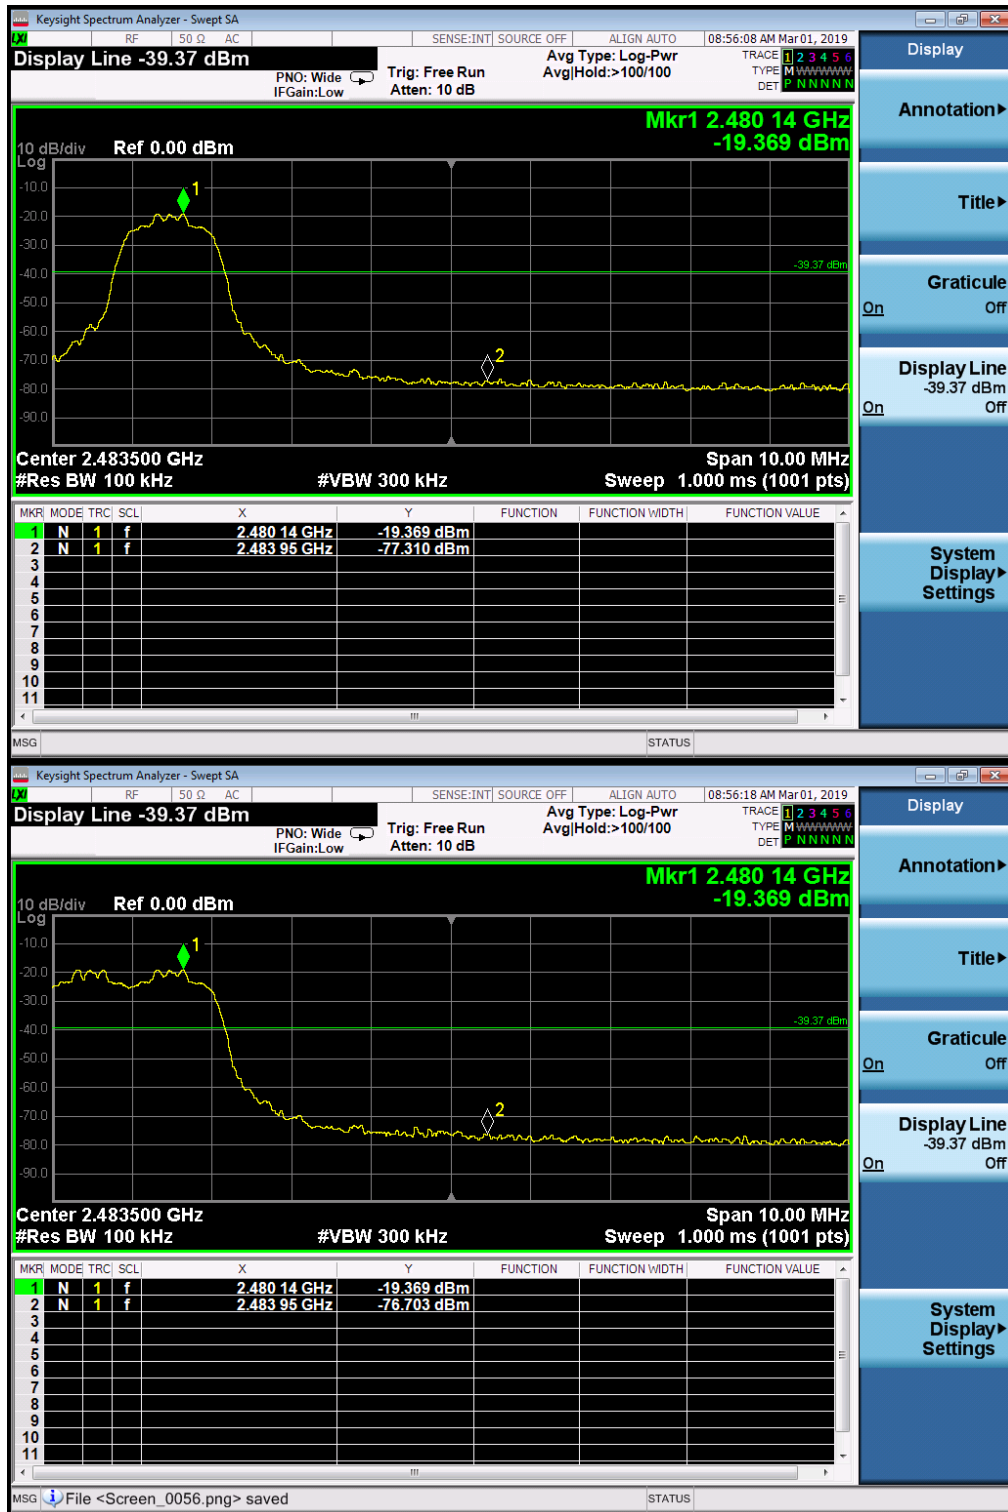 Keysight Spectrum Analyzer - Swept SA
LXI RF 50 Ω AC SENSE:INT SOURCE OFF ALIGN AUTO 08:56:08 AM Mar 01, 2019
Display Line -39.37 dBm
Avg Type: Log-Pwr
TRACE 1 2 3 4 5 6
PNO: Wide Trig: Free Run Avg|Hold:>100/100
TYPE M WWWWW
IFGain:Low Atten: 10 dB
DET P N N N N N
Mkr1 2.480 14 GHz
-19.369 dBm
10 dB/div Ref 0.00 dBm
Log
1
-10.0
-20.0
-30.0
-39.37 dBm
-40.0
-50.0
-60.0
2
-70.0
-80.0
-90.0
Center 2.483500 GHz Span 10.00 MHz
#Res BW 100 kHz #VBW 300 kHz Sweep 1.000 ms (1001 pts)
MKR MODE TRC SCL X Y FUNCTION FUNCTION WIDTH FUNCTION VALUE
1 N 1 f 2.480 14 GHz -19.369 dBm
2 N 1 f 2.483 95 GHz -77.310 dBm
3
4
5
6
7
8
9
10
11
MSG STATUS
Display
Annotation
Title
Graticule
On Off
Display Line
-39.37 dBm
On Off
System
Display
Settings
Keysight Spectrum Analyzer - Swept SA
LXI RF 50 Ω AC SENSE:INT SOURCE OFF ALIGN AUTO 08:56:18 AM Mar 01, 2019
Display Line -39.37 dBm
Avg Type: Log-Pwr
TRACE 1 2 3 4 5 6
PNO: Wide Trig: Free Run Avg|Hold:>100/100
TYPE M WWWWW
IFGain:Low Atten: 10 dB
DET P N N N N N
Mkr1 2.480 14 GHz
-19.369 dBm
10 dB/div Ref 0.00 dBm
Log
1
-10.0
-20.0
-30.0
-39.37 dBm
-40.0
-50.0
-60.0
2
-70.0
-80.0
-90.0
Center 2.483500 GHz Span 10.00 MHz
#Res BW 100 kHz #VBW 300 kHz Sweep 1.000 ms (1001 pts)
MKR MODE TRC SCL X Y FUNCTION FUNCTION WIDTH FUNCTION VALUE
1 N 1 f 2.480 14 GHz -19.369 dBm
2 N 1 f 2.483 95 GHz -76.703 dBm
3
4
5
6
7
8
9
10
11
MSG File <Screen_0056.png> saved STATUS
Display
Annotation
Title
Graticule
On Off
Display Line
-39.37 dBm
On Off
System
Display
Settings